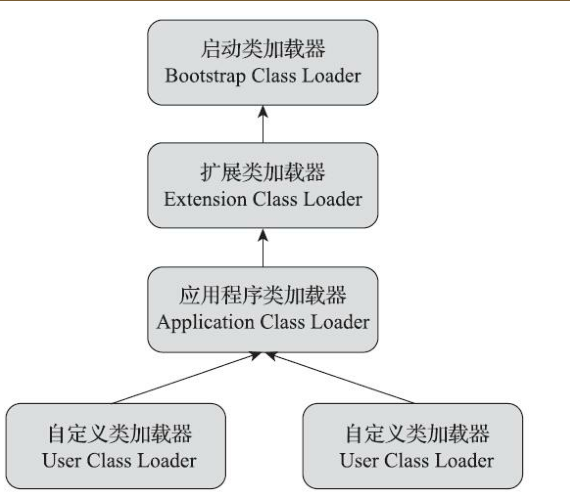 启动类加载器
Bootstrap Class Loader
扩展类加载器
Extension Class Loader
应用程序类加载器
Application Class Loader
自定义类加载器
User Class Loader
自定义类加载器
User Class Loader